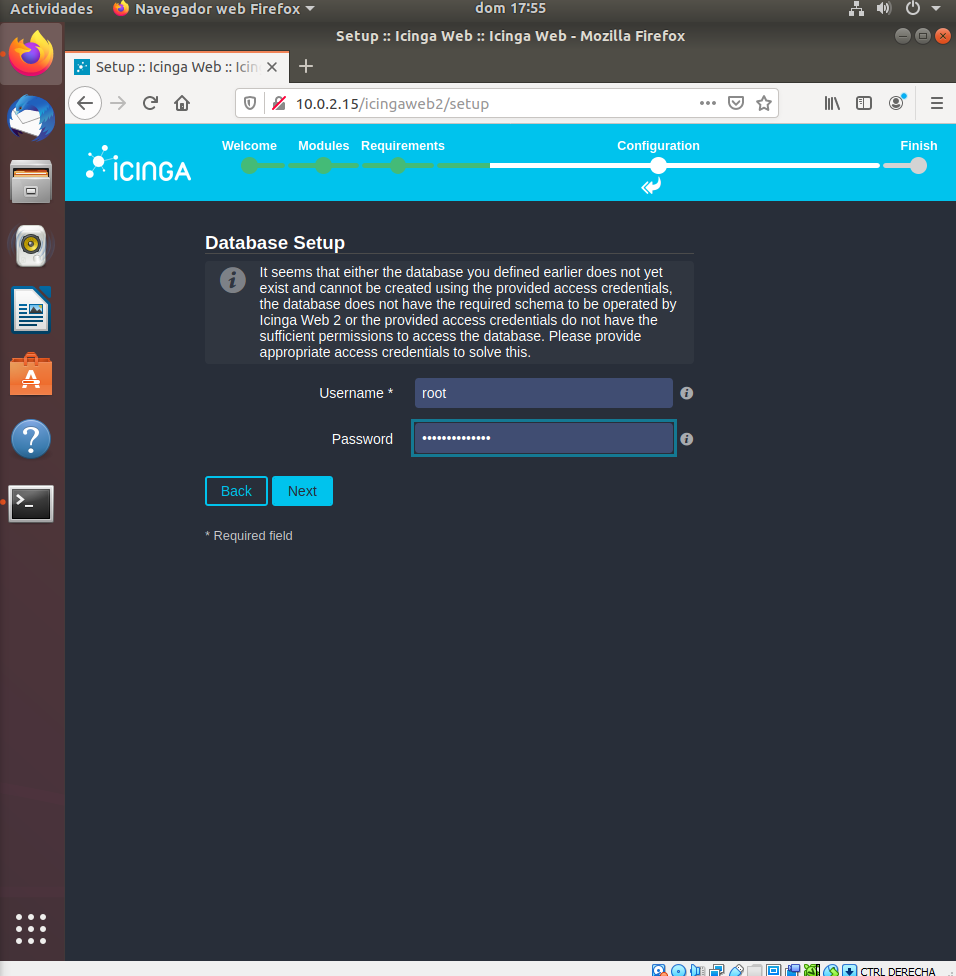 Actividades Navegador web Firefox dom 17:55
Setup :: Icinga Web :: Icinga Web - Mozilla Firefox
Setup :: Icinga Web :: Icin
10.0.2.15/icingaweb2/setup
Welcome Modules Requirements Configuration Finish
ICINGA
Database Setup
It seems that either the database you defined earlier does not yet
exist and cannot be created using the provided access credentials,
the database does not have the required schema to be operated by
Icinga Web 2 or the provided access credentials do not have the
sufficient permissions to access the database. Please provide
appropriate access credentials to solve this.
Username * root
Password ••••••••••••••
Back Next
* Required field
CTRL DERECHA